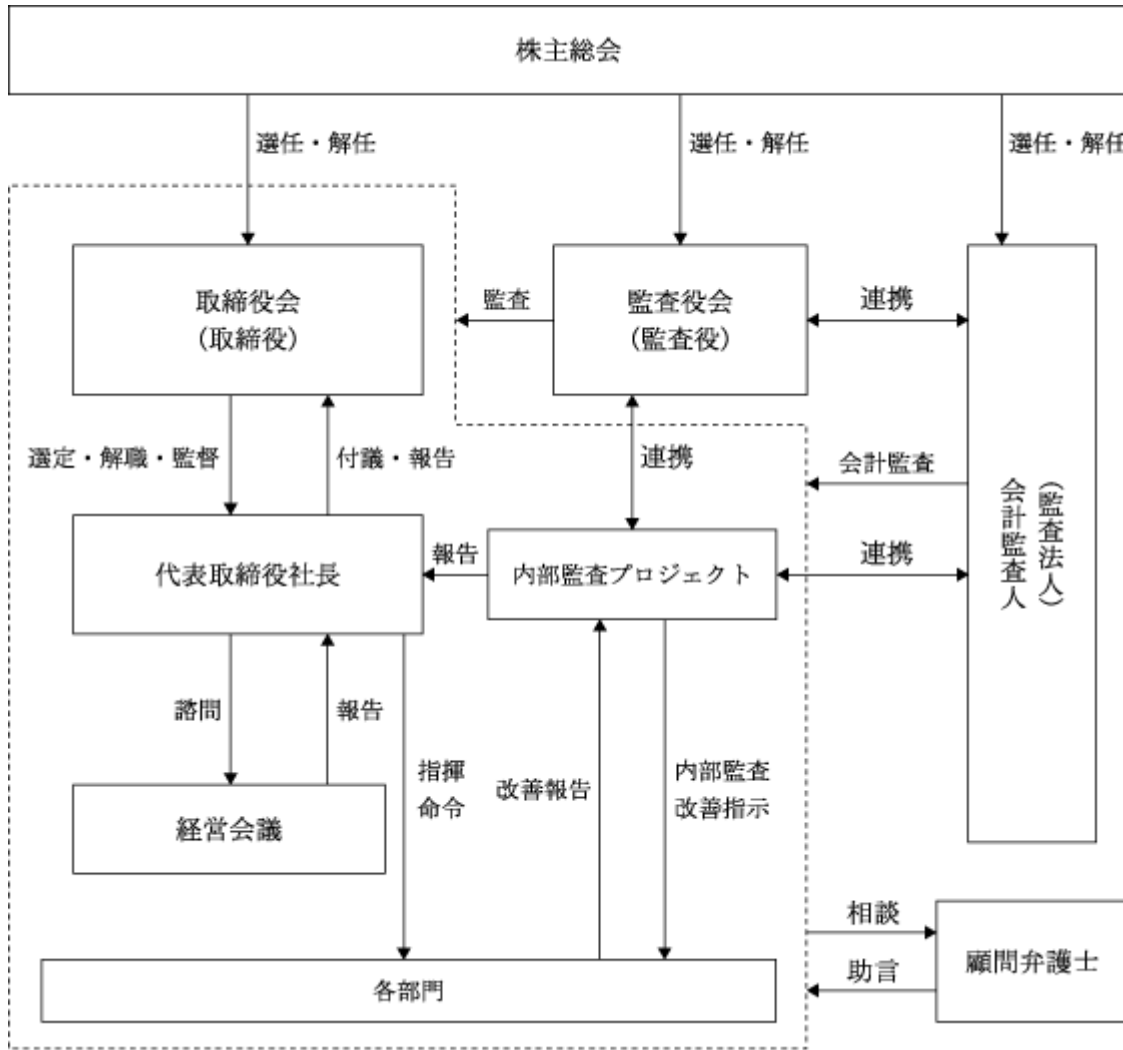 株主総会
選任・解任
選任・解任
選任・解任
取締役会
(取締役)
監査
監査役会
(監査役)
連携
選定・解職・監督
付議・報告
連携
会計監査
会計監査人
(監査法人)
代表取締役社長
報告
内部監査プロジェクト
連携
諮問
報告
指揮
命令
改善報告
内部監査
改善指示
経営会議
相談
助言
顧問弁護士
各部門